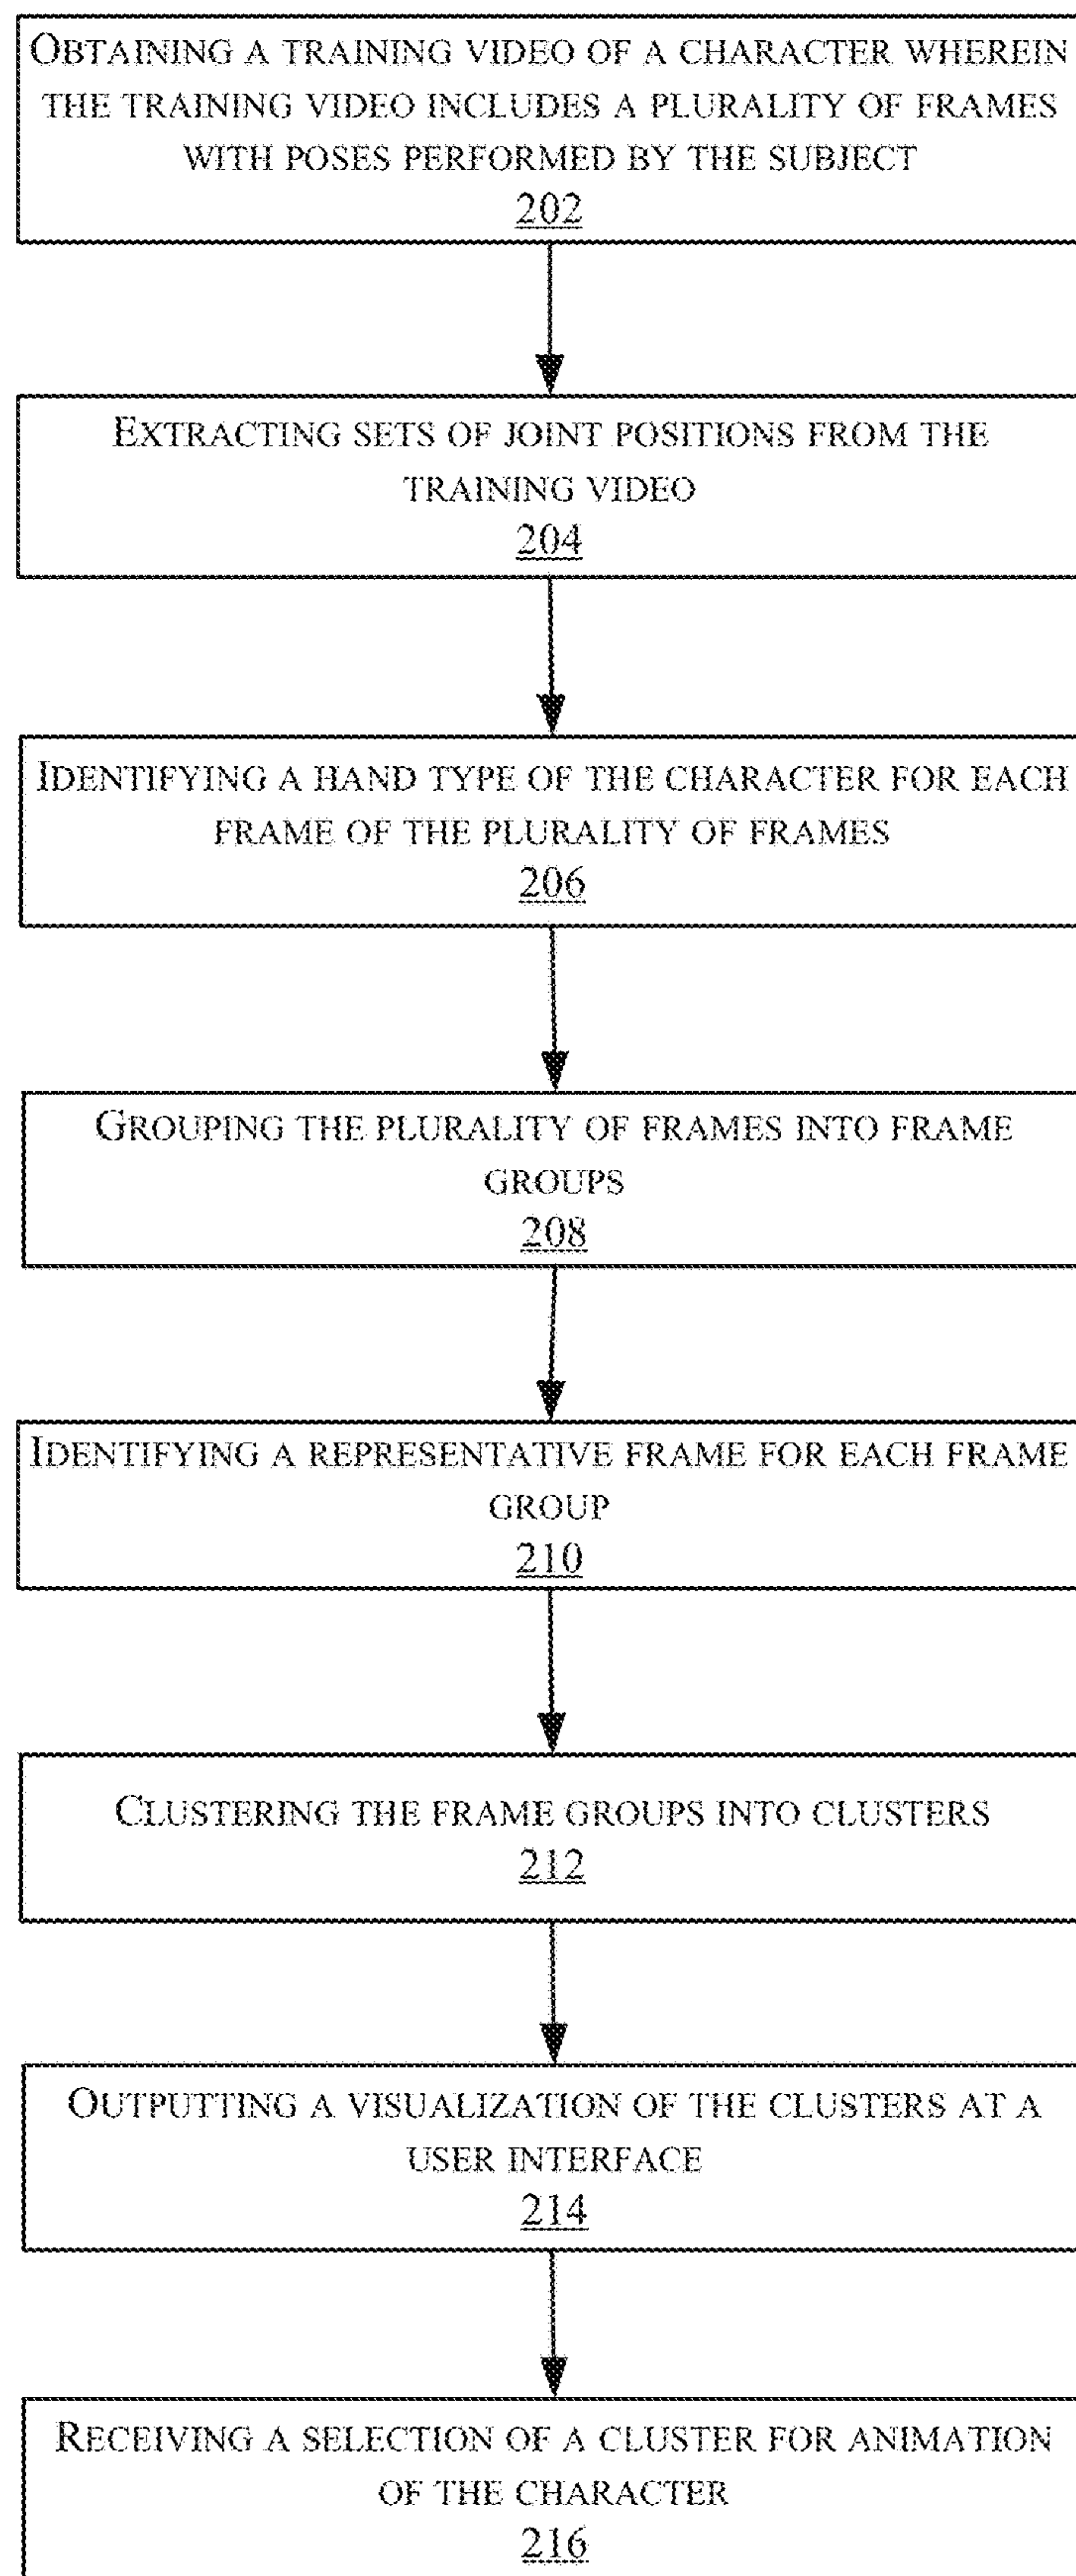 OBTAINING A TRAINING VIDEO OF A CHARACTER WHEREIN
THE TRAINING VIDEO INCLUDES A PLURALITY OF FRAMES
WITH POSES PERFORMED BY THE SUBJECT
202
EXTRACTING SETS OF JOINT POSITIONS FROM THE
TRAINING VIDEO
204
IDENTIFYING A HAND TYPE OF THE CHARACTER FOR EACH
FRAME OF THE PLURALITY OF FRAMES
206
GROUPING THE PLURALITY OF FRAMES INTO FRAME
GROUPS
208
IDENTIFYING A REPRESENTATIVE FRAME FOR EACH FRAME
GROUP
210
CLUSTERING THE FRAME GROUPS INTO CLUSTERS
212
OUTPUTTING A VISUALIZATION OF THE CLUSTERS AT A
USER INTERFACE
214
RECEIVING A SELECTION OF A CLUSTER FOR ANIMATION
OF THE CHARACTER
216